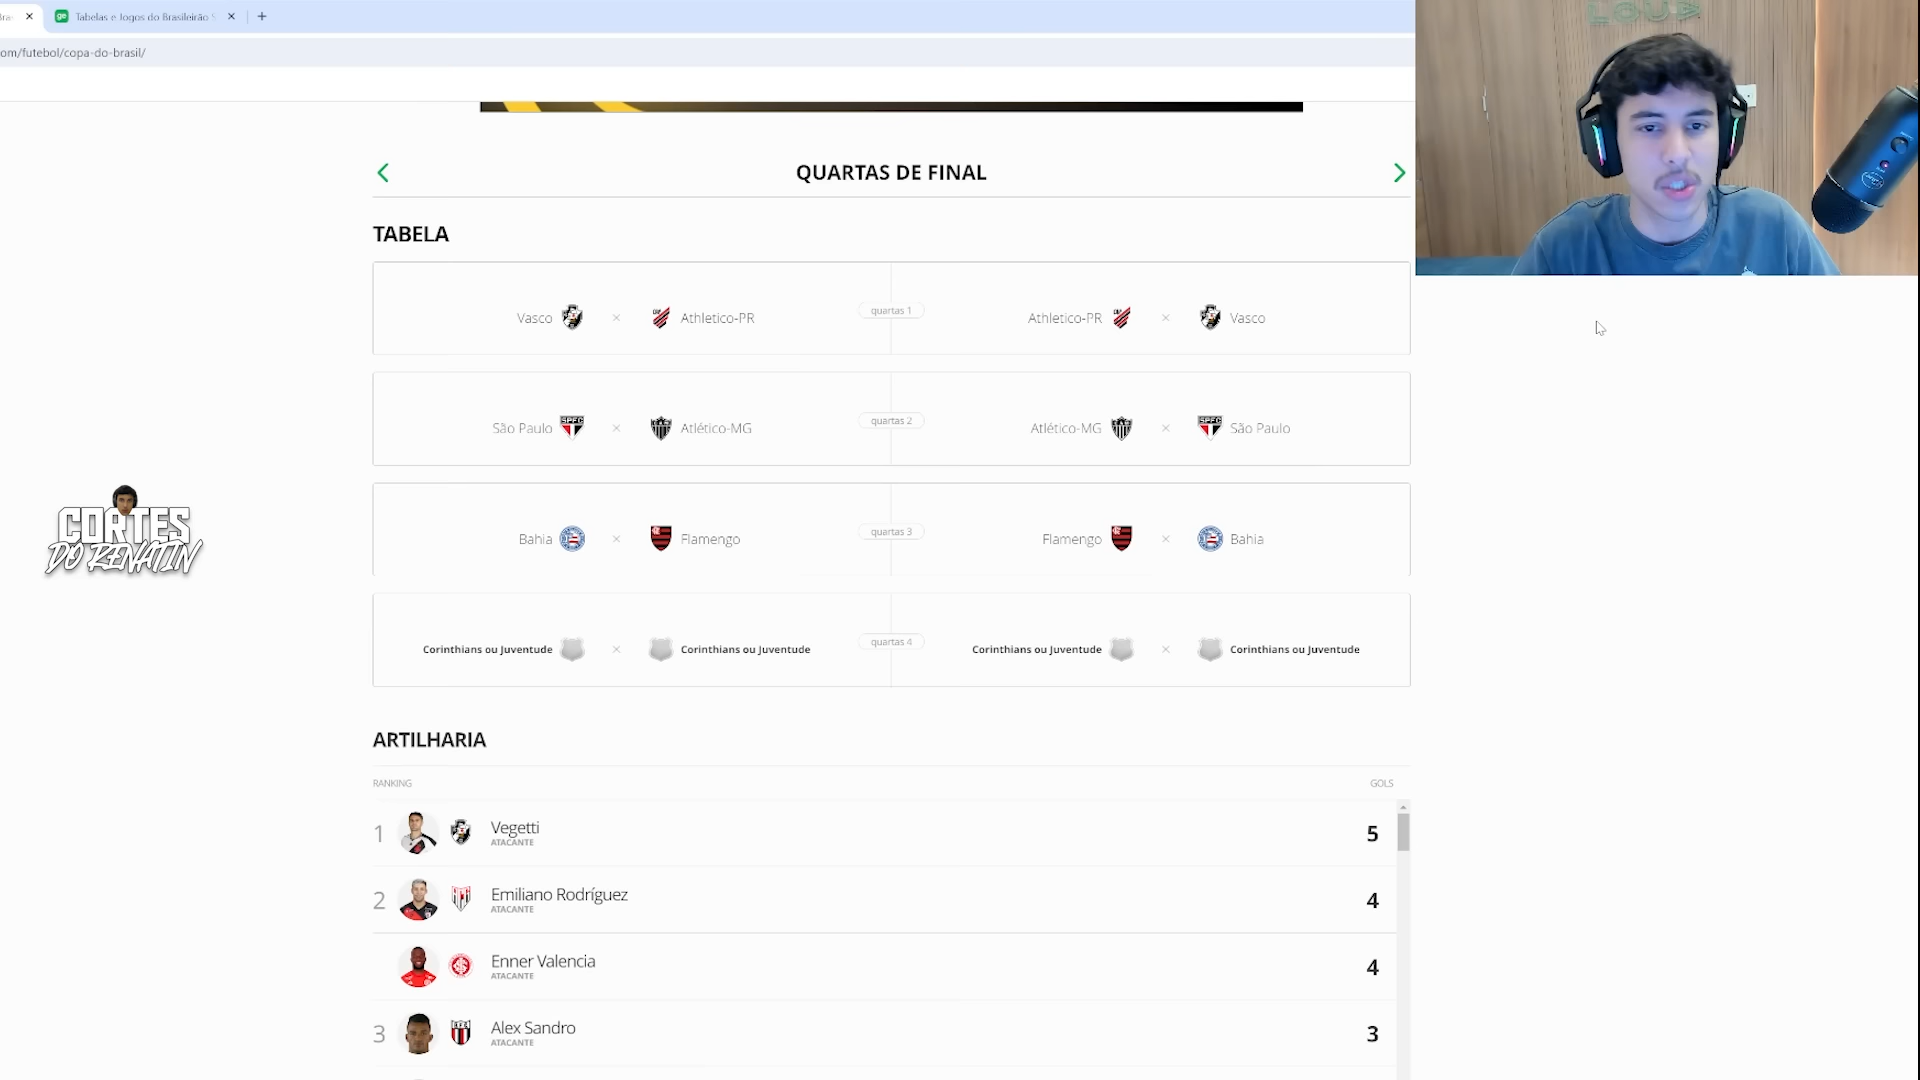 Tabelas e Jogos do Brasileirão S
om/futebol/copa-do-brasil/
LOUD
QUARTAS DE FINAL
TABELA
Vasco × Athletico-PR quartas 1 Athletico-PR × Vasco
São Paulo × Atlético-MG quartas 2 Atlético-MG × São Paulo
Bahia × Flamengo quartas 3 Flamengo × Bahia
Corinthians ou Juventude × Corinthians ou Juventude quartas 4 Corinthians ou Juventude × Corinthians ou Juventude
CORTES
DO RENATIN
ARTILHARIA
RANKING GOLS
1 Vegetti 5
ATACANTE
2 Emiliano Rodríguez 4
ATACANTE
Enner Valencia 4
ATACANTE
3 Alex Sandro 3
ATACANTE